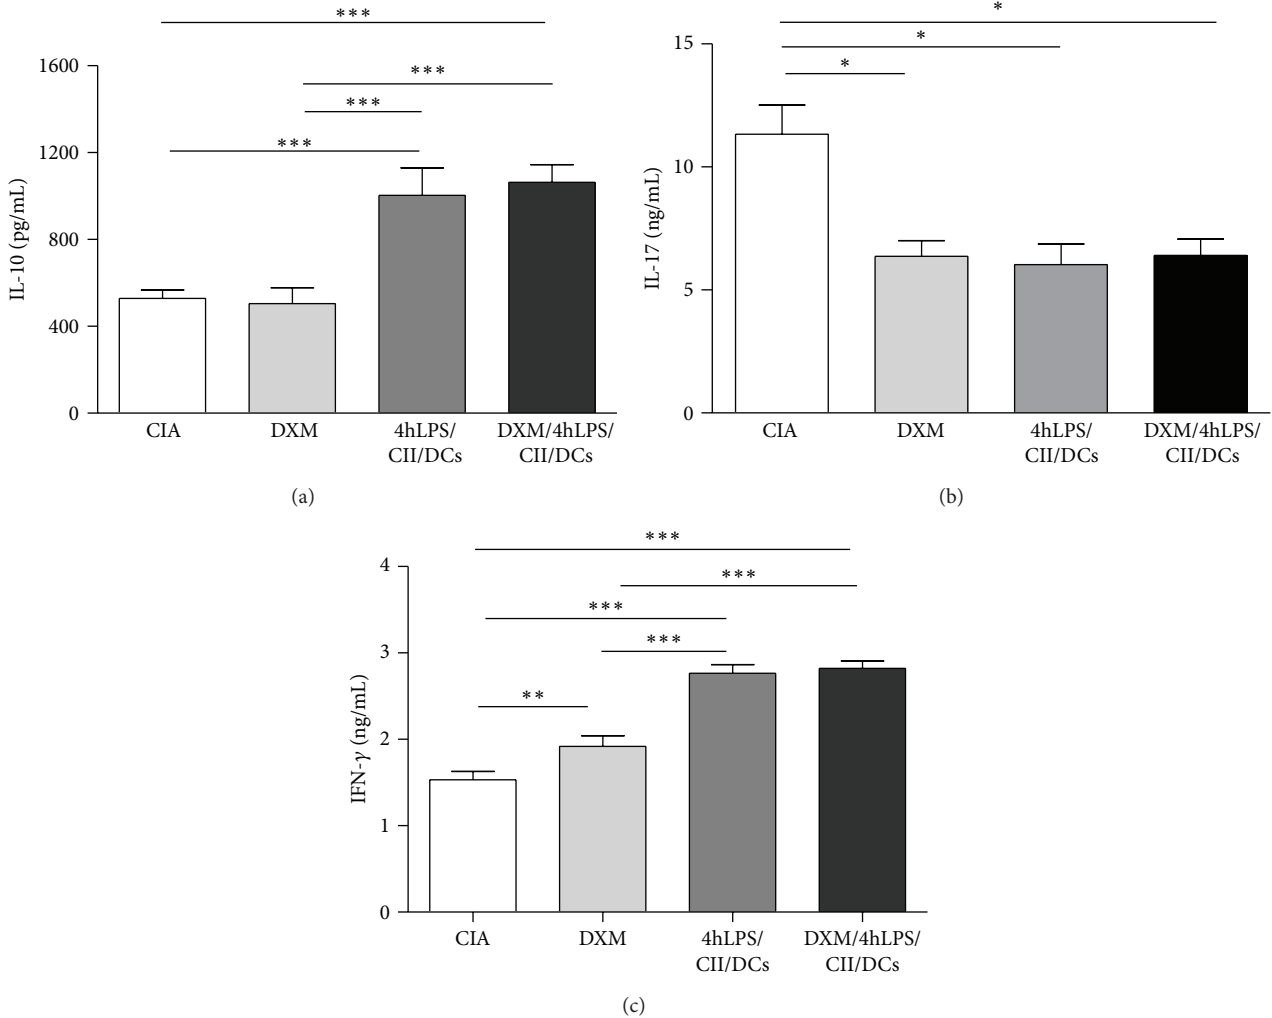 ***
***
***
***
IL-10 (pg/mL)
1600
1200
800
400
0
CIA
DXM
4hLPS/
CII/DCs
DXM/4hLPS/
CII/DCs
(a)
*
*
*
IL-17 (ng/mL)
15
10
5
0
CIA
DXM
4hLPS/
CII/DCs
DXM/4hLPS/
CII/DCs
(b)
***
***
***
***
**
IFN-γ (ng/mL)
4
3
2
1
0
CIA
DXM
4hLPS/
CII/DCs
DXM/4hLPS/
CII/DCs
(c)